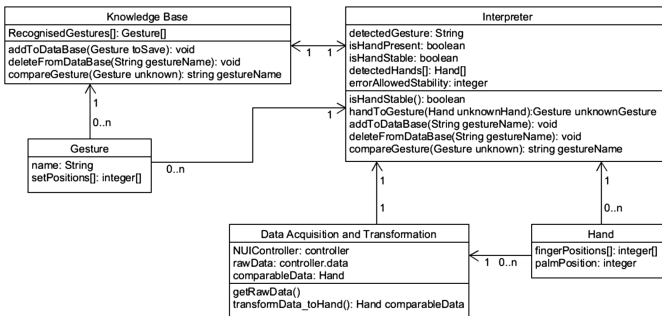 Knowledge Base
RecognisedGestures[]: Gesture[]
addToDataBase(Gesture toSave): void
deleteFromDataBase(String gestureName): void
compareGesture(Gesture unknown): string gestureName
Interpreter
detectedGesture: String
isHandPresent: boolean
isHandStable: boolean
detectedHands[]: Hand[]
errorAllowedStability: integer
isHandStable(): boolean
handToGesture(Hand unknownHand):Gesture unknownGesture
addToDataBase(String gestureName): void
deleteFromDataBase(String gestureName): void
compareGesture(Gesture unknown): string gestureName
1 1
1
0..n
1
0..n
Gesture
name: String
setPositions[]: integer[]
1
1
1
0..n
Data Acquisition and Transformation
NUIController: controller
rawData: controller.data
comparableData: Hand
getRawData()
transformData_toHand(): Hand comparableData
1 0..n
Hand
fingerPositions[]: integer[]
palmPosition: integer